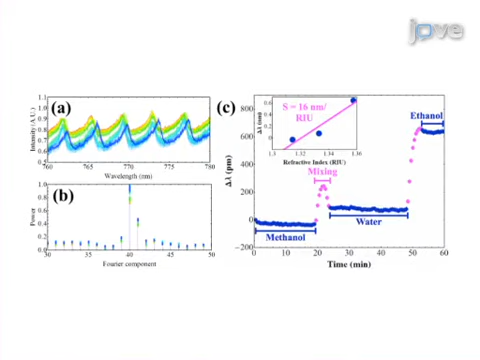 jove
(a)
1.1
1.0
0.9
0.8
0.7
0.6
0.5
Intensity (A.U.)
760
765
770
775
780
Wavelength (nm)
(b)
1.0
0.8
0.6
0.4
0.2
0.0
Power
30
35
40
45
50
Fourier component
(c)
800
600
400
200
0
−200
Δλ (pm)
0
10
20
30
40
50
60
Time (min)
S = 16 nm/
RIU
0.6
0.4
0.2
0
Δλ (nm)
1.3
1.32
1.34
1.36
Refractive Index (RIU)
Ethanol
Mixing
Water
Methanol